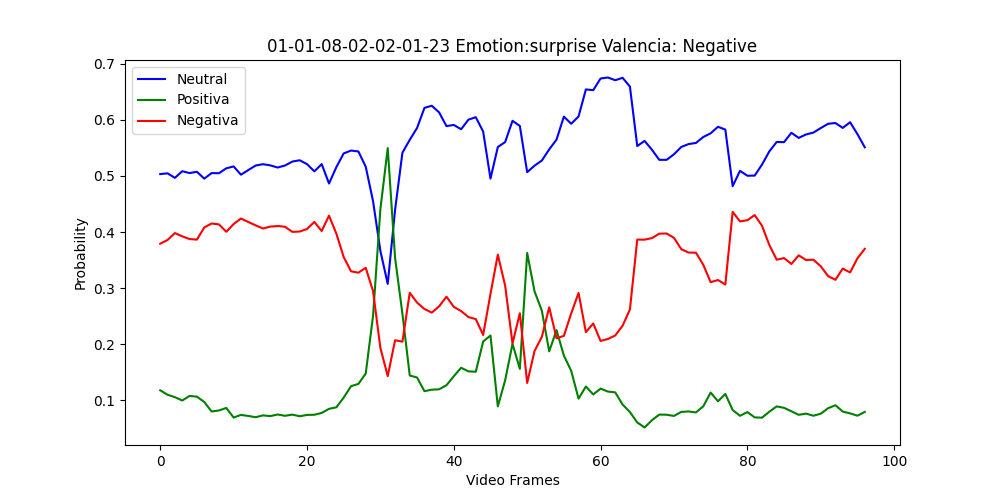 01-01-08-02-02-01-23 Emotion:surprise Valencia: Negative
Neutral
Positiva
Negativa
Probability
0.7
0.6
0.5
0.4
0.3
0.2
0.1
0 20 40 60 80 100
Video Frames